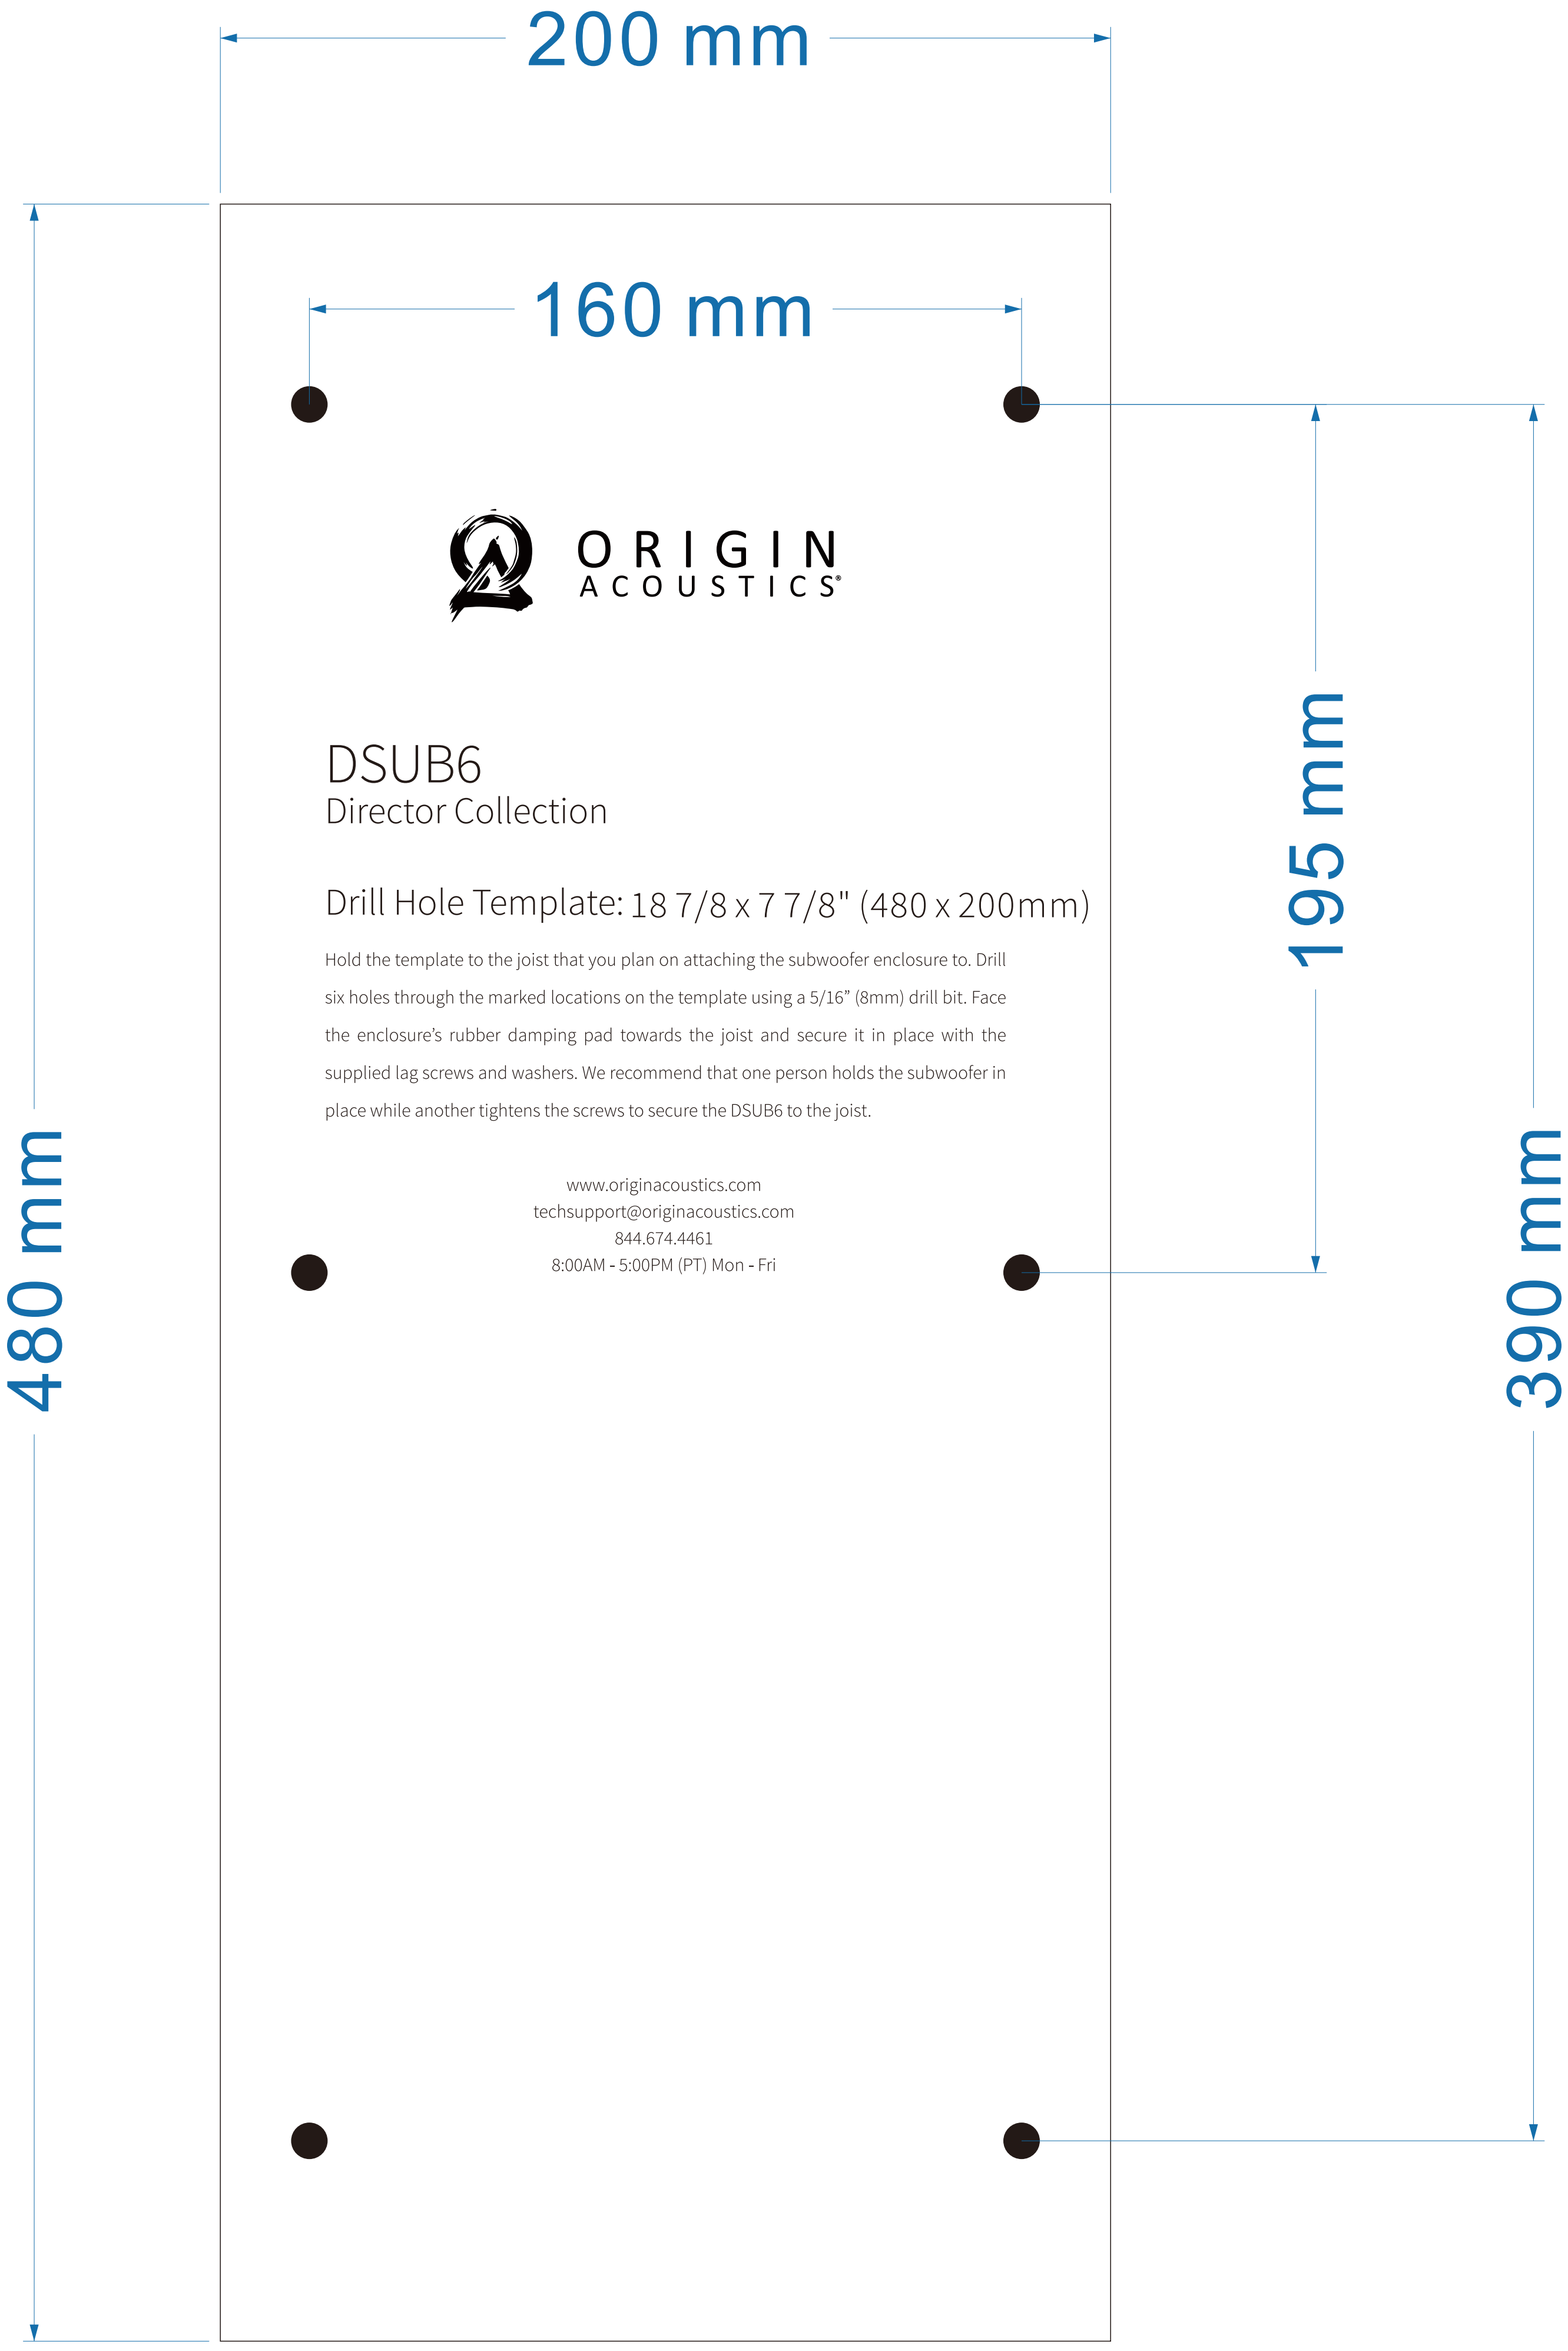 200 mm
160 mm
ORIGIN
ACOUSTICS®
195 mm
DSUB6
Director Collection
Drill Hole Template: 18 7/8 x 7 7/8" (480 x 200mm)
Hold the template to the joist that you plan on attaching the subwoofer enclosure to. Drill
six holes through the marked locations on the template using a 5/16” (8mm) drill bit. Face
the enclosure’s rubber damping pad towards the joist and secure it in place with the
supplied lag screws and washers. We recommend that one person holds the subwoofer in
place while another tightens the screws to secure the DSUB6 to the joist.
www.originacoustics.com
techsupport@originacoustics.com
844.674.4461
8:00AM - 5:00PM (PT) Mon - Fri
480 mm
390 mm